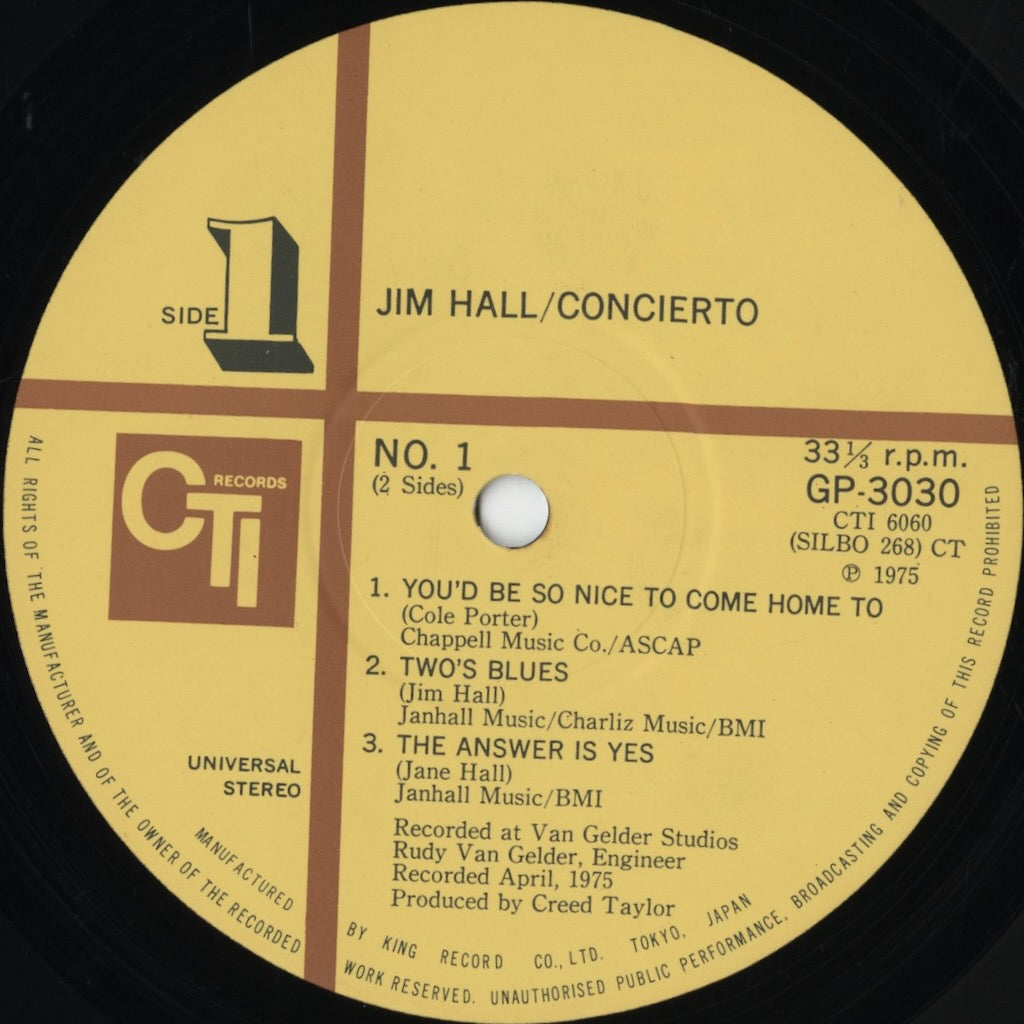 SIDE 1
JIM HALL/CONCIERTO
CTI RECORDS
NO. 1
(2 Sides)
33⅓ r.p.m.
GP-3030
CTI 6060
(SILBO 268) CT
℗ 1975
1. YOU'D BE SO NICE TO COME HOME TO
(Cole Porter)
Chappell Music Co./ASCAP
2. TWO'S BLUES
(Jim Hall)
Janhall Music/Charliz Music/BMI
3. THE ANSWER IS YES
(Jane Hall)
Janhall Music/BMI
Recorded at Van Gelder Studios
Rudy Van Gelder, Engineer
Recorded April, 1975
Produced by Creed Taylor
UNIVERSAL
STEREO
MANUFACTURED BY KING RECORD CO., LTD. TOKYO, JAPAN
ALL RIGHTS OF THE MANUFACTURER AND OF THE OWNER OF THE RECORDED WORK RESERVED. UNAUTHORISED PUBLIC PERFORMANCE, BROADCASTING AND COPYING OF THIS RECORD PROHIBITED